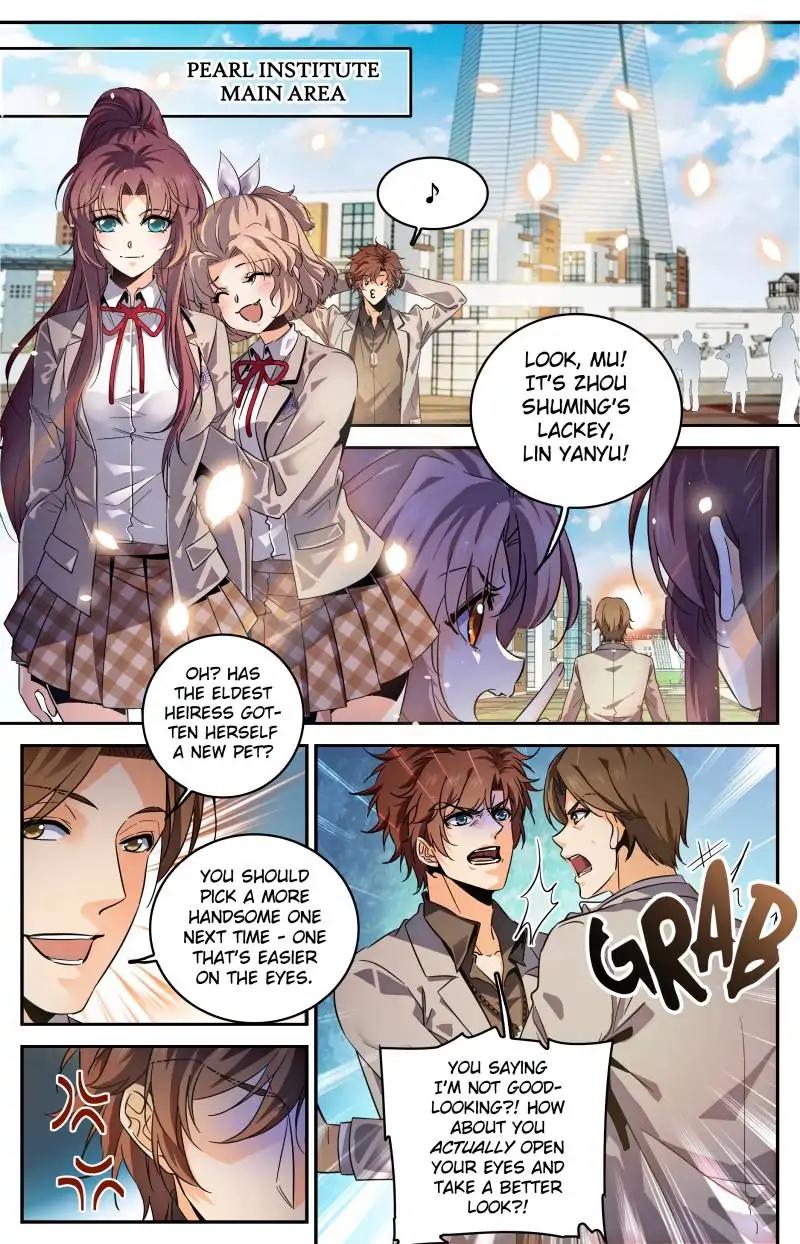 PEARL INSTITUTE
MAIN AREA
♪
LOOK, MU!
IT'S ZHOU
SHUMING'S
LACKEY,
LIN YANYU!
OH? HAS
THE ELDEST
HEIRESS GOT-
TEN HERSELF
A NEW PET?
YOU SHOULD
PICK A MORE
HANDSOME ONE
NEXT TIME - ONE
THAT'S EASIER
ON THE EYES.
GRAB
YOU SAYING
I'M NOT GOOD-
LOOKING?! HOW
ABOUT YOU
ACTUALLY OPEN
YOUR EYES AND
TAKE A BETTER
LOOK?!